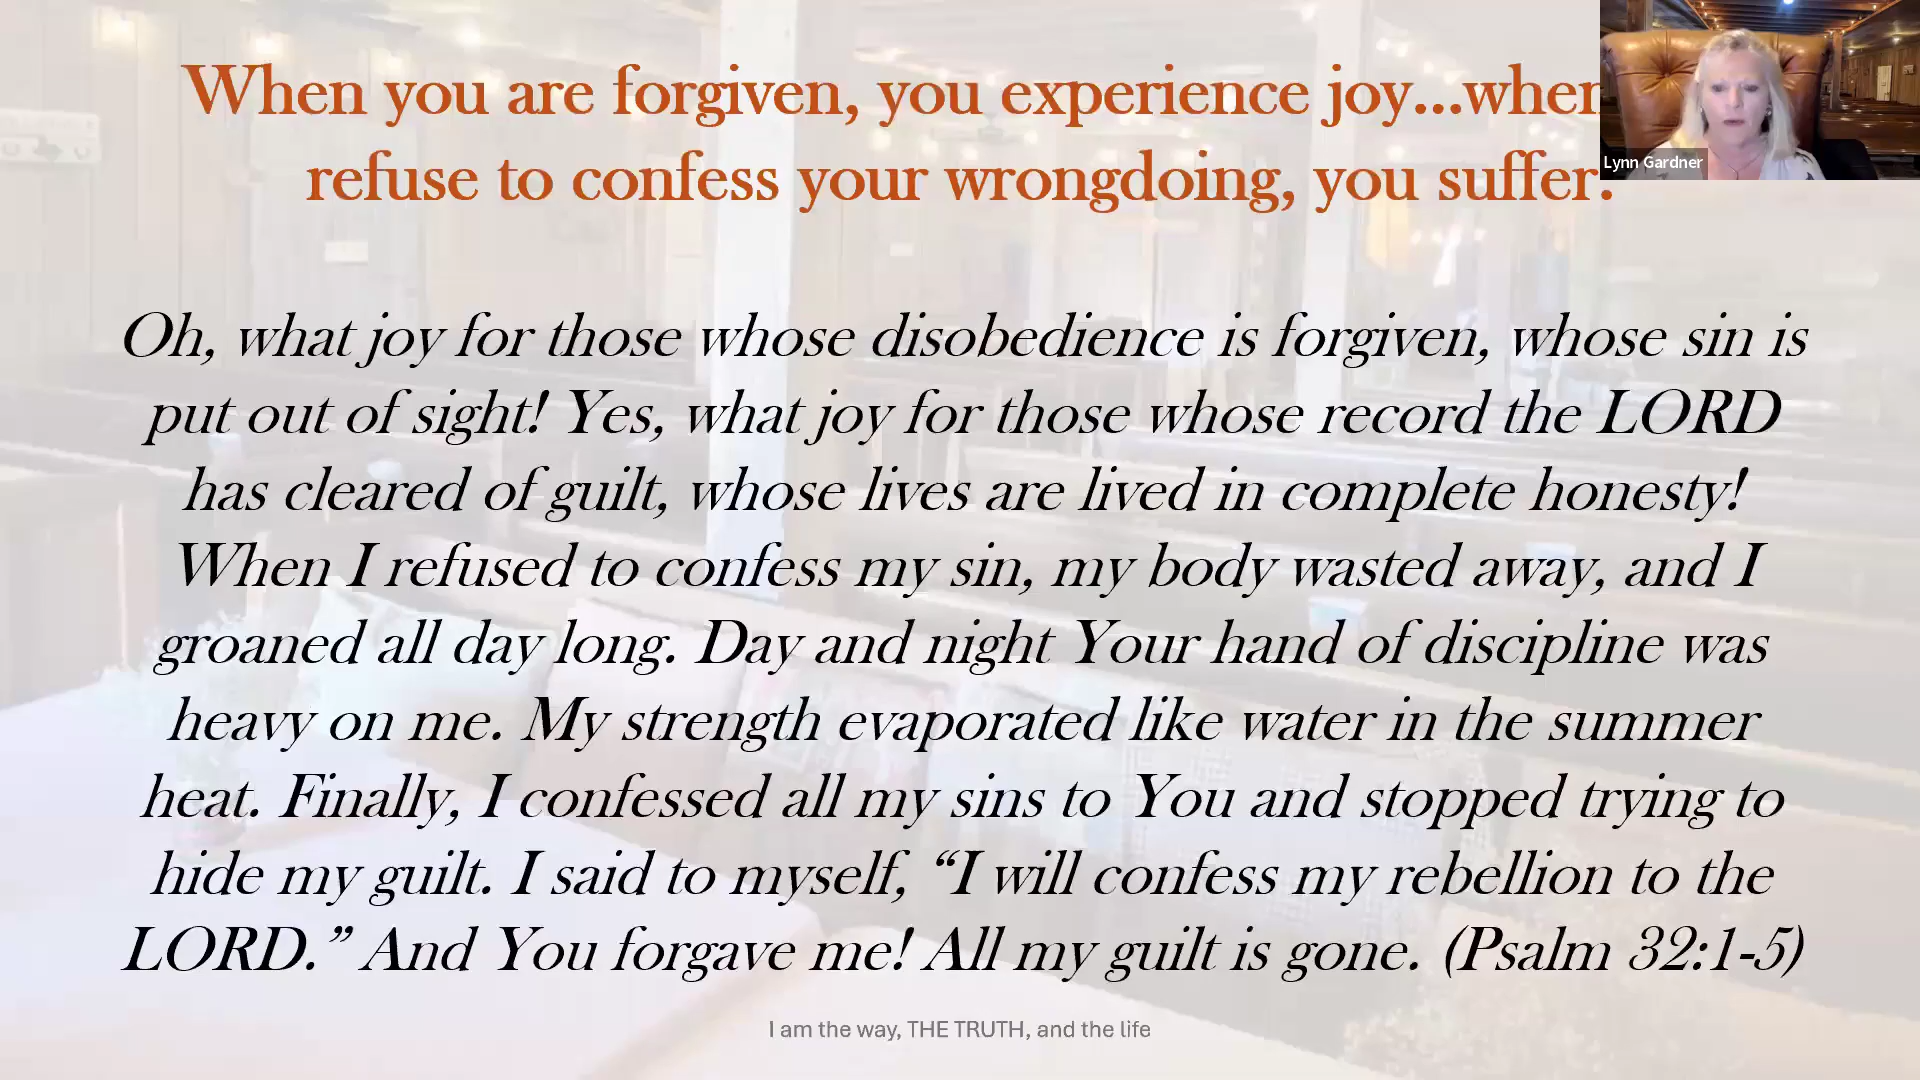 When you are forgiven, you experience joy...when
refuse to confess your wrongdoing, you suffer.
Lynn Gardner
Oh, what joy for those whose disobedience is forgiven, whose sin is
put out of sight! Yes, what joy for those whose record the LORD
has cleared of guilt, whose lives are lived in complete honesty!
When I refused to confess my sin, my body wasted away, and I
groaned all day long. Day and night Your hand of discipline was
heavy on me. My strength evaporated like water in the summer
heat. Finally, I confessed all my sins to You and stopped trying to
hide my guilt. I said to myself, “I will confess my rebellion to the
LORD.” And You forgave me! All my guilt is gone. (Psalm 32:1-5)
I am the way, THE TRUTH, and the life